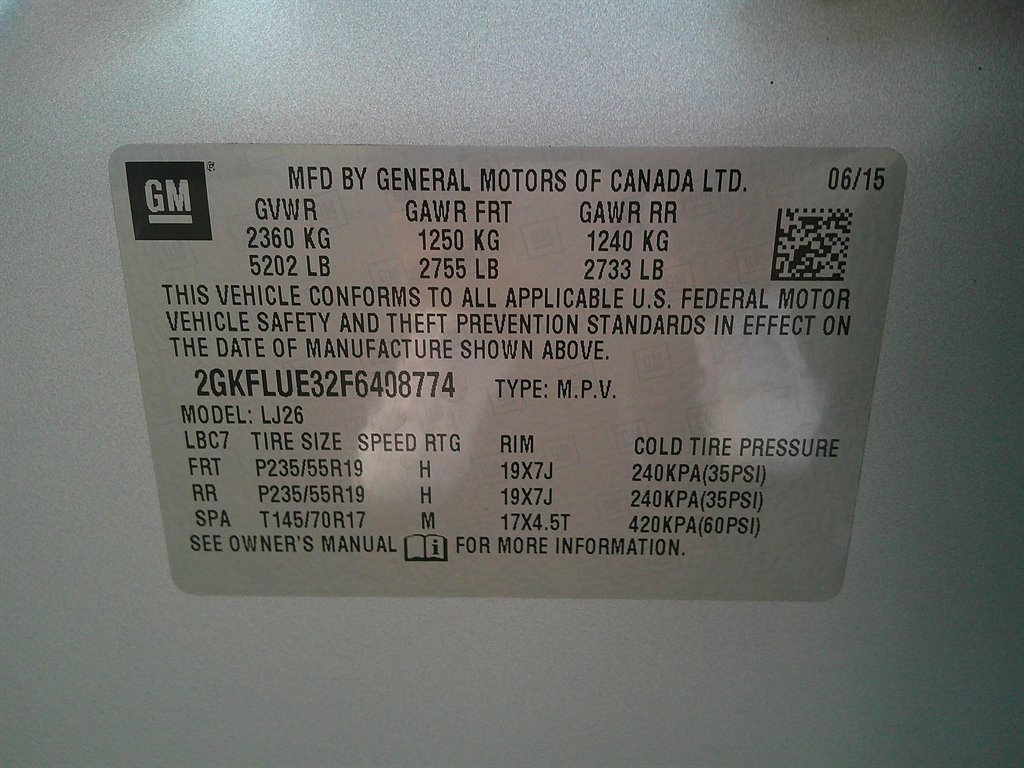 GM ® MFD BY GENERAL MOTORS OF CANADA LTD. 06/15
GVWR GAWR FRT GAWR RR
2360 KG 1250 KG 1240 KG
5202 LB 2755 LB 2733 LB
THIS VEHICLE CONFORMS TO ALL APPLICABLE U.S. FEDERAL MOTOR
VEHICLE SAFETY AND THEFT PREVENTION STANDARDS IN EFFECT ON
THE DATE OF MANUFACTURE SHOWN ABOVE.
2GKFLUE32F6408774 TYPE: M.P.V.
MODEL: LJ26
LBC7 TIRE SIZE SPEED RTG RIM COLD TIRE PRESSURE
FRT P235/55R19 H 19X7J 240KPA(35PSI)
RR P235/55R19 H 19X7J 240KPA(35PSI)
SPA T145/70R17 M 17X4.5T 420KPA(60PSI)
SEE OWNER'S MANUAL i FOR MORE INFORMATION.